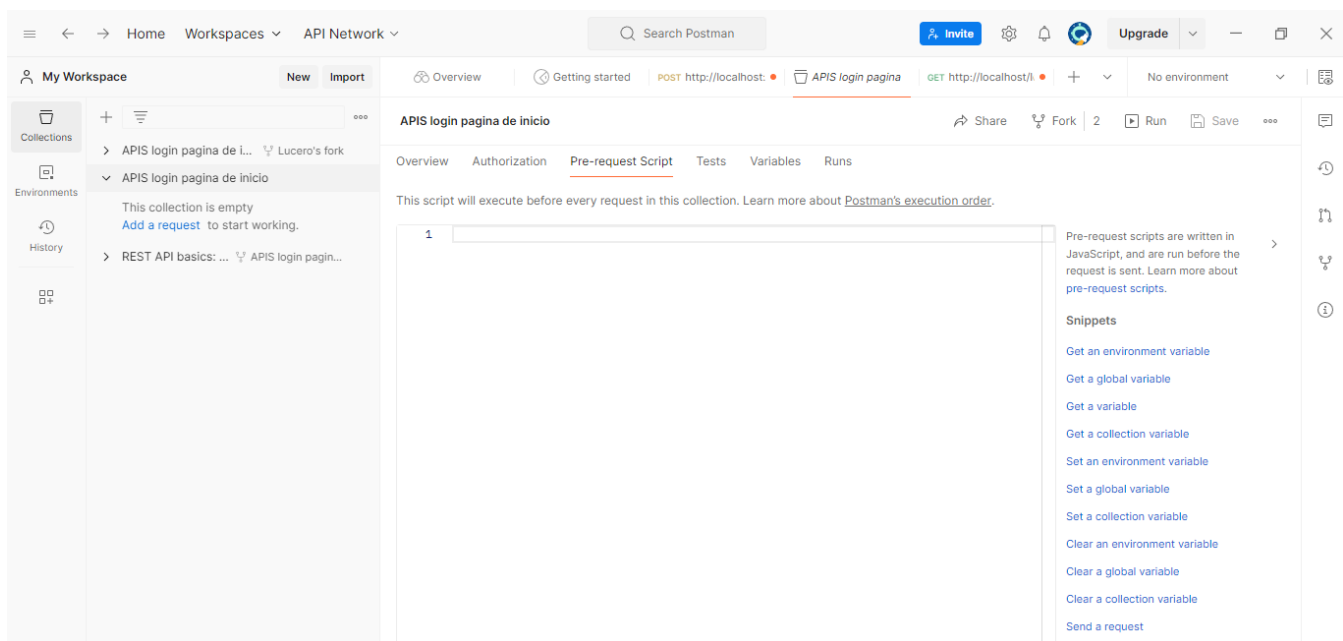 Home Workspaces API Network Search Postman Invite Upgrade
My Workspace New Import Overview Getting started POST http://localhost: APIS login pagina GET http://localhost/l No environment
Collections
Environments
History
APIS login pagina de i... Lucero's fork
APIS login pagina de inicio
This collection is empty
Add a request to start working.
REST API basics: ... APIS login pagin...
APIS login pagina de inicio Share Fork 2 Run Save
Overview Authorization Pre-request Script Tests Variables Runs
This script will execute before every request in this collection. Learn more about Postman's execution order.
1
Pre-request scripts are written in
JavaScript, and are run before the
request is sent. Learn more about
pre-request scripts.
Snippets
Get an environment variable
Get a global variable
Get a variable
Get a collection variable
Set an environment variable
Set a global variable
Set a collection variable
Clear an environment variable
Clear a global variable
Clear a collection variable
Send a request